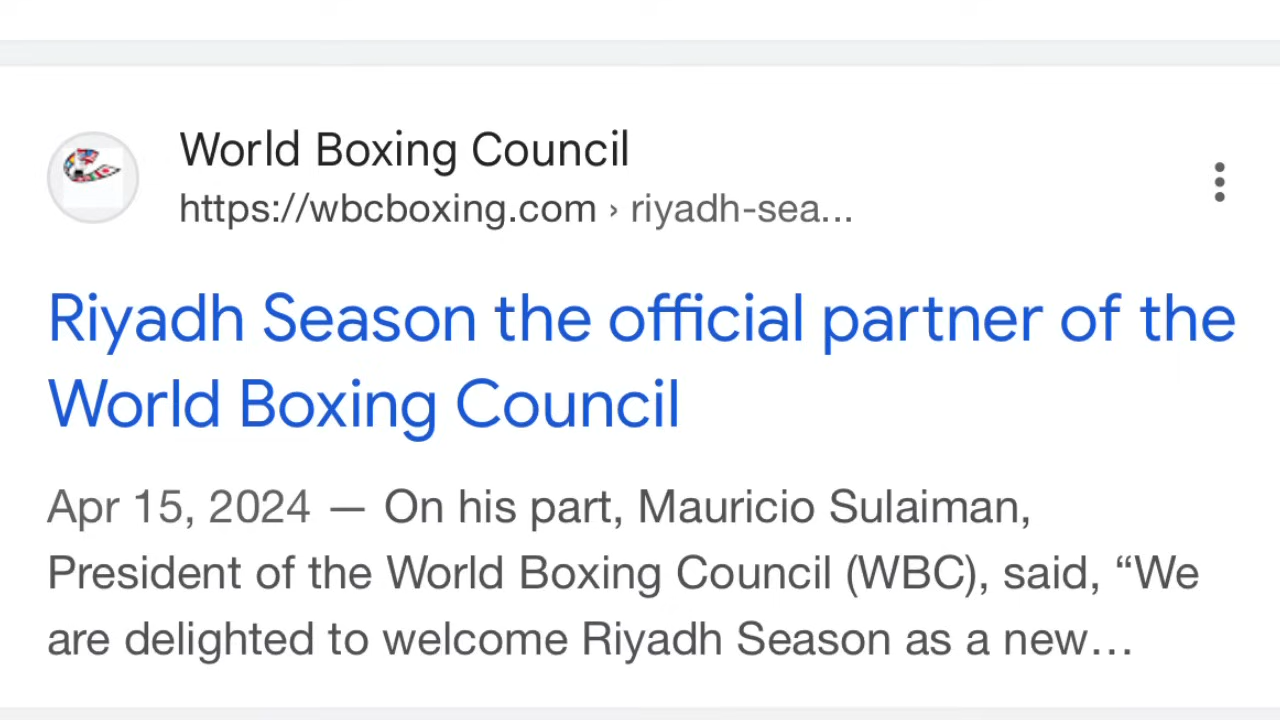 World Boxing Council
https://wbcboxing.com › riyadh-sea...
Riyadh Season the official partner of the
World Boxing Council
Apr 15, 2024 — On his part, Mauricio Sulaiman,
President of the World Boxing Council (WBC), said, “We
are delighted to welcome Riyadh Season as a new...